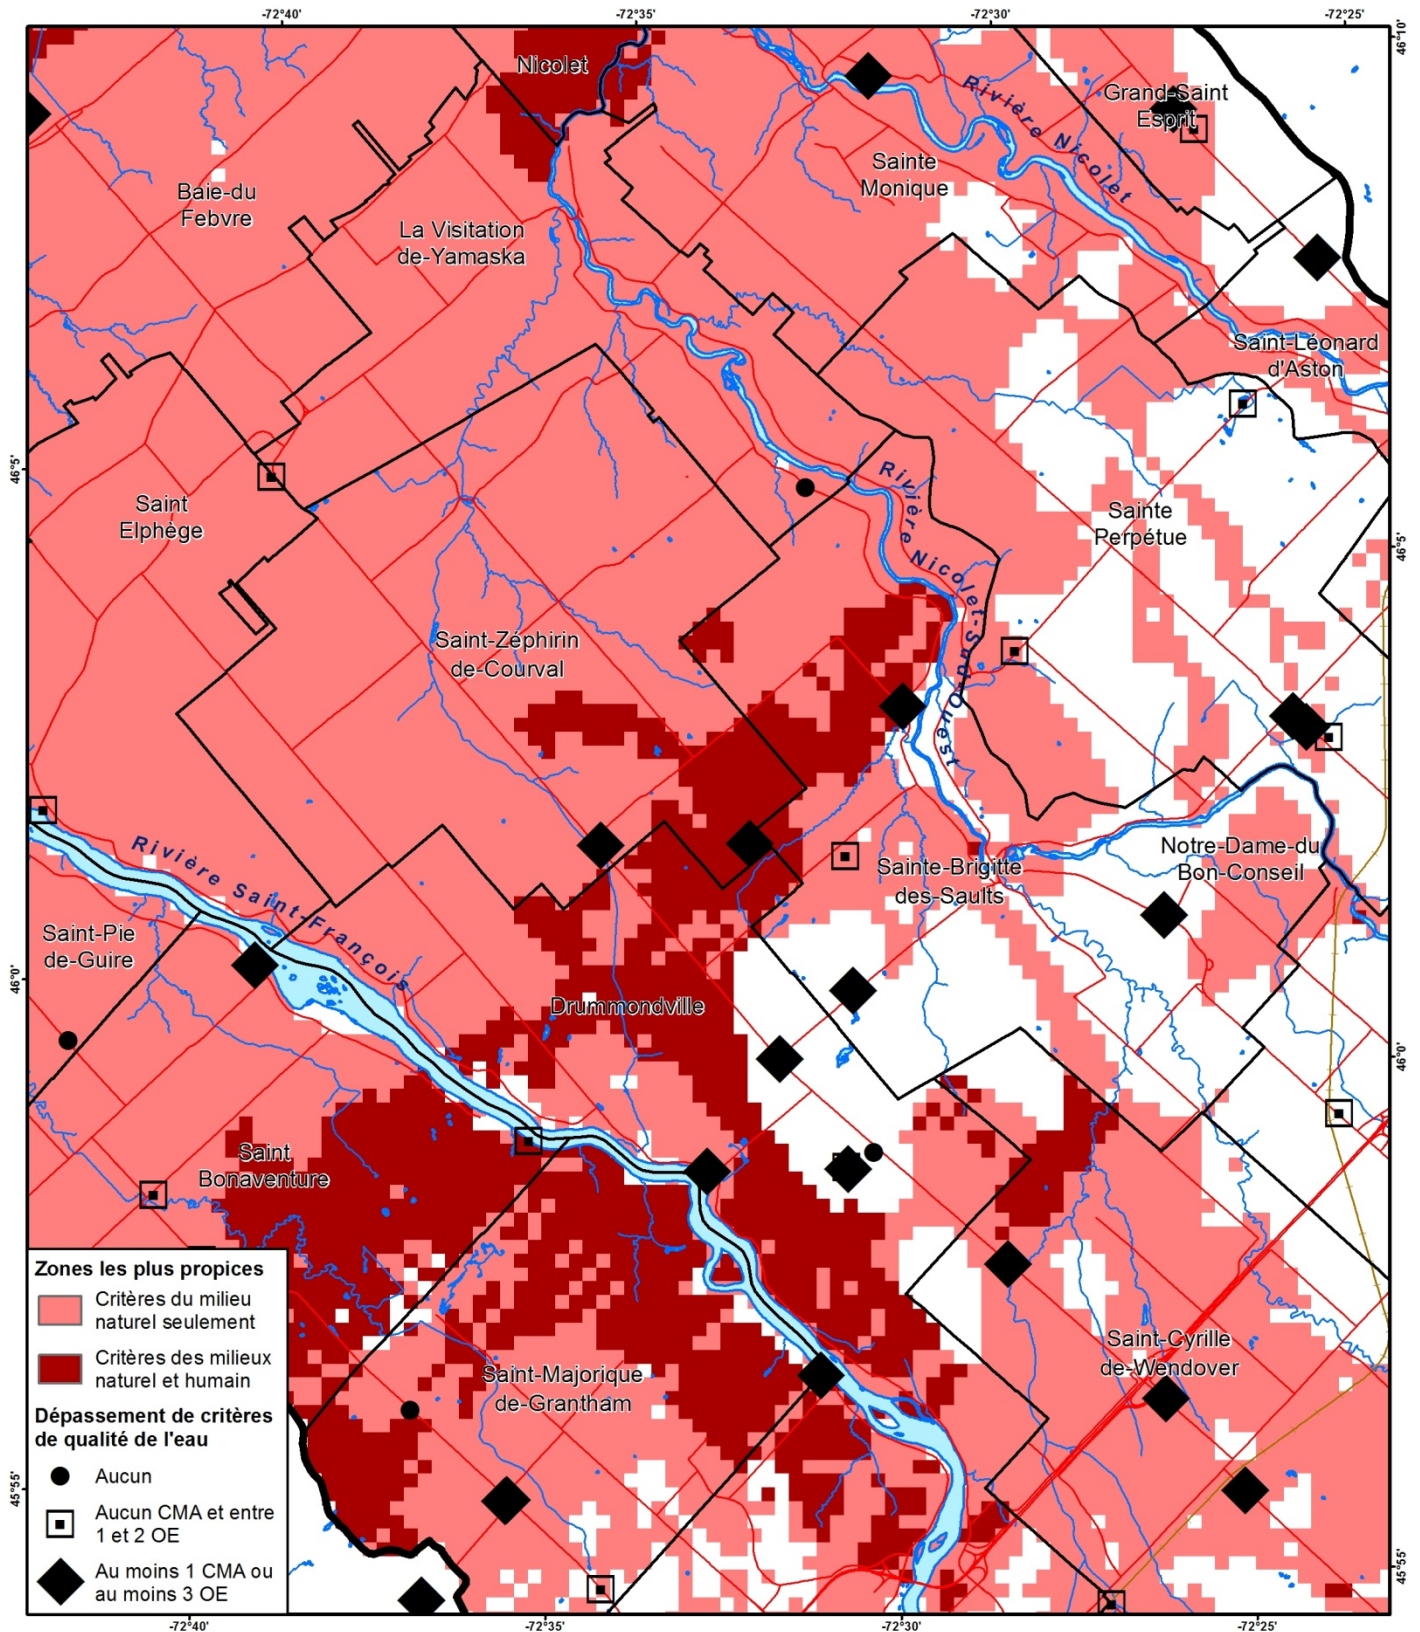 -72°40'
-72°35'
-72°30'
-72°25'
46°10'
Nicolet
Rivière Nicolet
Grand-Saint
Esprit
Sainte
Monique
Baie-du
Febvre
La Visitation
de-Yamaska
Saint-Léonard
d'Aston
46°5'
Rivière Nicolet-Sud-Ouest
Saint
Elphège
Sainte
Perpétue
46°5'
Saint-Zéphirin
de-Courval
Rivière Saint-François
Notre-Dame-du
Bon-Conseil
Sainte-Brigitte
des-Saults
Saint-Pie
de-Guire
46°0'
Drummondville
46°0'
Saint
Bonaventure
Saint-Cyrille
de-Wendover
Saint-Majorique
de-Grantham
Zones les plus propices
Critères du milieu
naturel seulement
Critères des milieux
naturel et humain
Dépassement de critères
de qualité de l'eau
Aucun
Aucun CMA et entre
1 et 2 OE
Au moins 1 CMA ou
au moins 3 OE
45°55'
45°55'
-72°40'
-72°35'
-72°30'
-72°25'